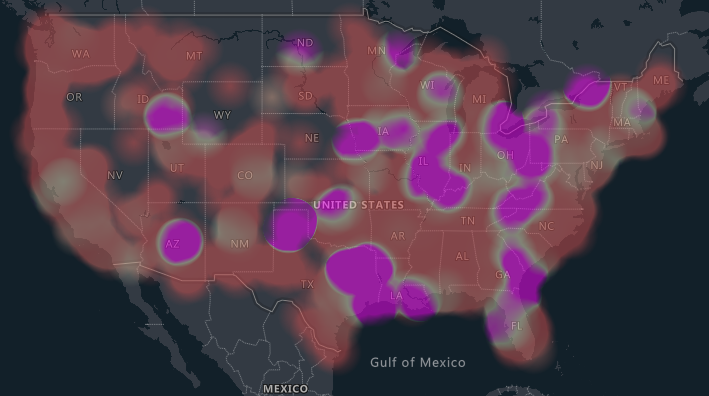 ND
MN
ME
WA
MT
VT
WI
OR
ID
SD
MI
WY
MA
IA
NE
PA
OH
NJ
UT
IL
IN
NV
CO
UNITED STATES
TN
NC
AZ
NM
AR
AL
GA
TX
LA
FL
Gulf of Mexico
MEXICO